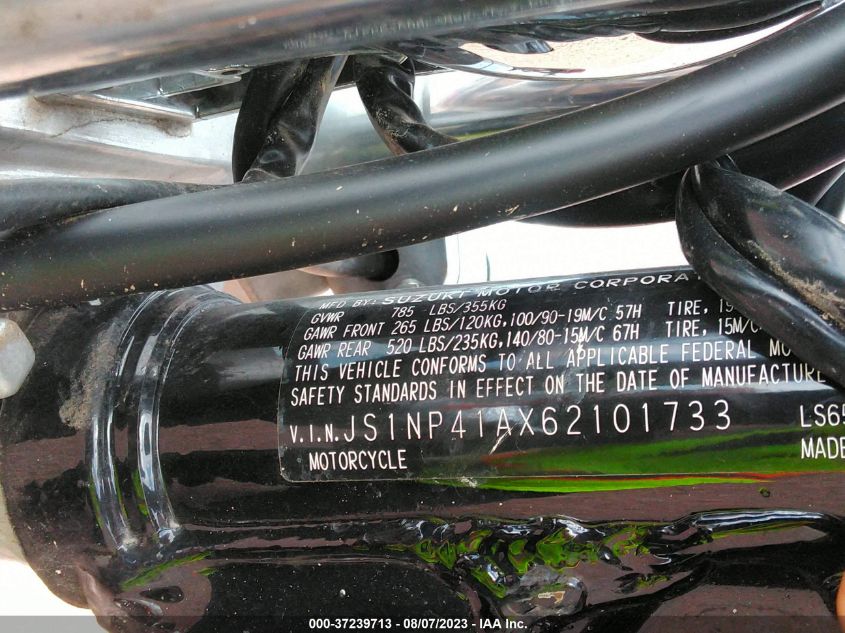 MFD BY: SUZUKI MOTOR CORPORAT
GVWR 785 LBS/355KG
GAWR FRONT 265 LBS/120KG, 100/90-19M/C 57H TIRE, 19
GAWR REAR 520 LBS/235KG, 140/80-15M/C 67H TIRE, 15M/C
THIS VEHICLE CONFORMS TO ALL APPLICABLE FEDERAL MO
SAFETY STANDARDS IN EFFECT ON THE DATE OF MANUFACTURE
V.I.N. JS1NP41AX62101733 LS65
MOTORCYCLE MADE
000-37239713 - 08/07/2023 - IAA Inc.